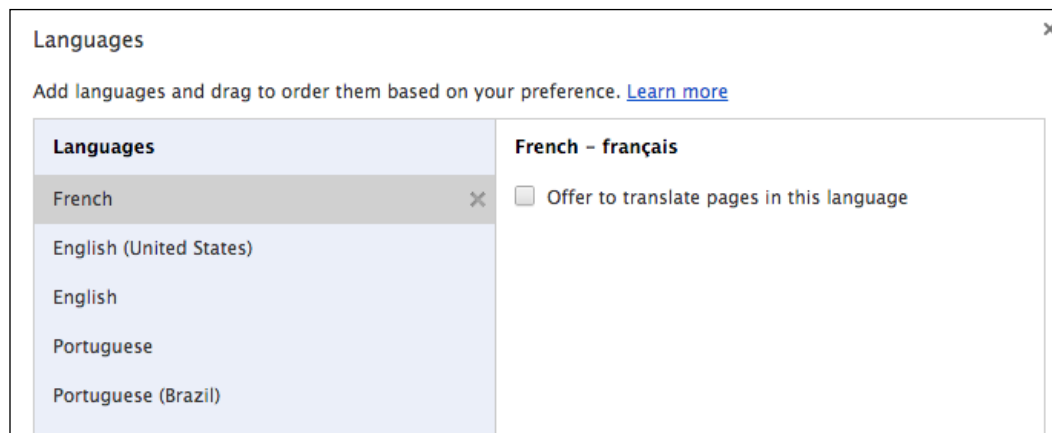 Languages
Add languages and drag to order them based on your preference. Learn more
Languages
French
English (United States)
English
Portuguese
Portuguese (Brazil)
French – français
Offer to translate pages in this language